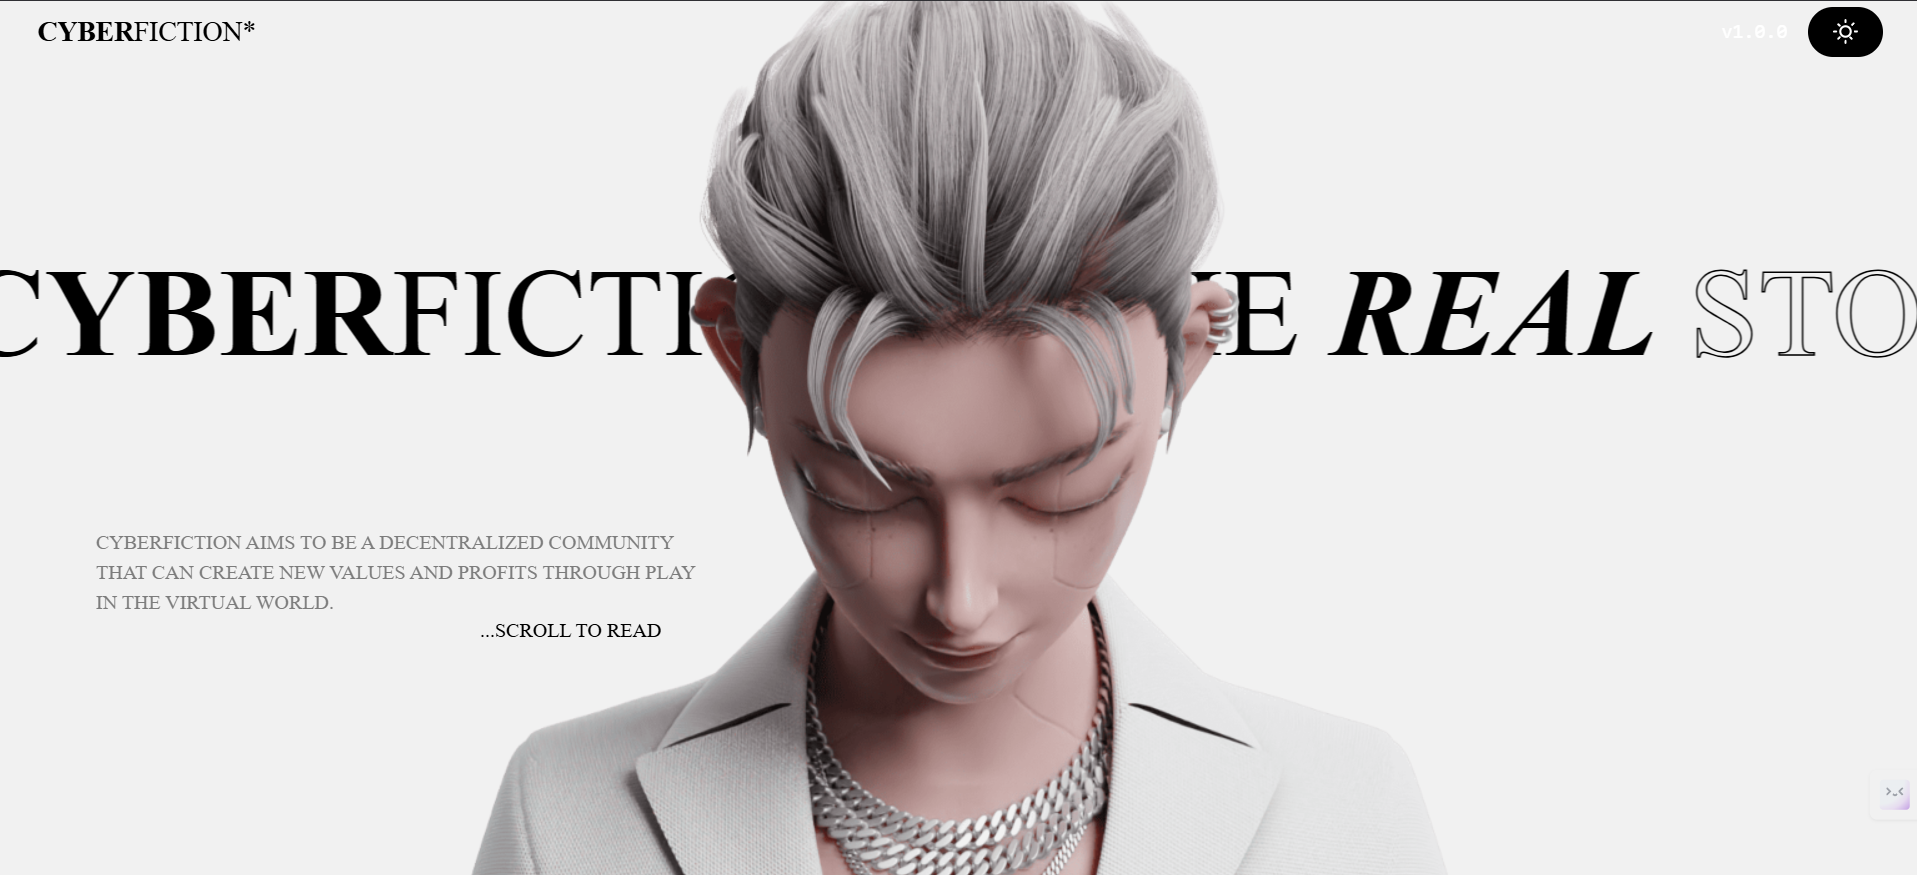 CYBERFICTION*
v1.0.0
CYBERFICTI HE REAL STO
CYBERFICTION AIMS TO BE A DECENTRALIZED COMMUNITY
THAT CAN CREATE NEW VALUES AND PROFITS THROUGH PLAY
IN THE VIRTUAL WORLD.
...SCROLL TO READ